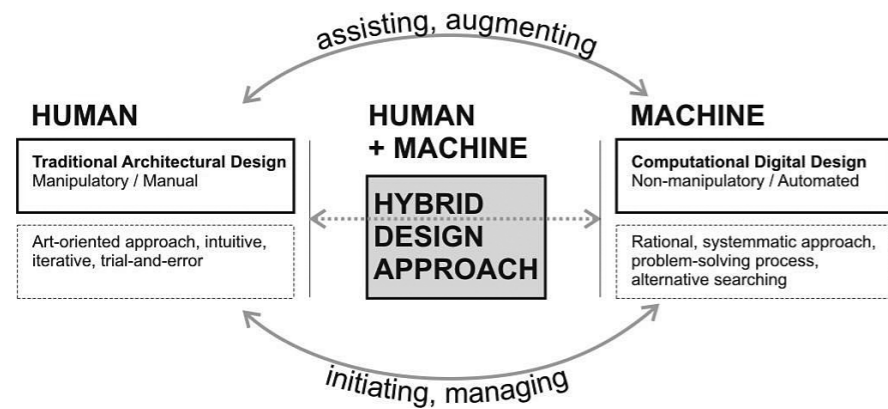 assisting, augmenting
HUMAN
Traditional Architectural Design
Manipulatory / Manual
Art-oriented approach, intuitive,
iterative, trial-and-error
HUMAN
+ MACHINE
HYBRID
DESIGN
APPROACH
MACHINE
Computational Digital Design
Non-manipulatory / Automated
Rational, systemmatic approach,
problem-solving process,
alternative searching
initiating, managing